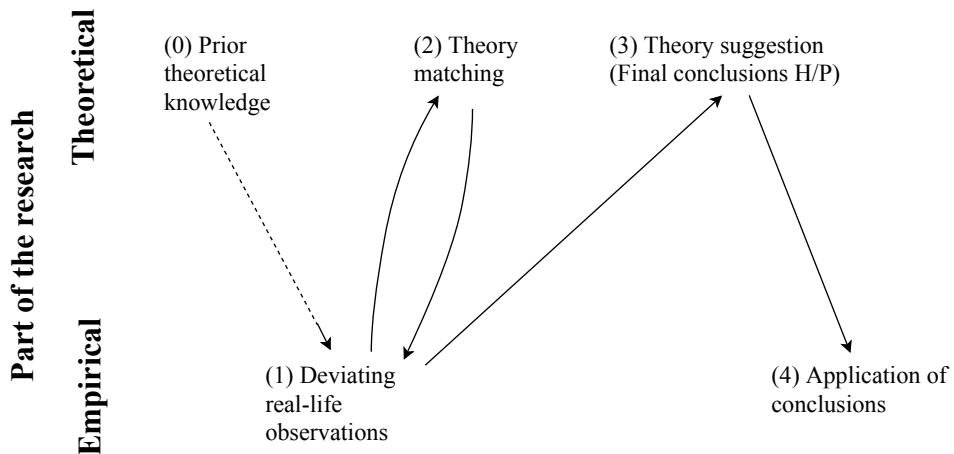 Part of the research
Theoretical
Empirical
(0) Prior
theoretical
knowledge
(2) Theory
matching
(3) Theory suggestion
(Final conclusions H/P)
(1) Deviating
real-life
observations
(4) Application of
conclusions